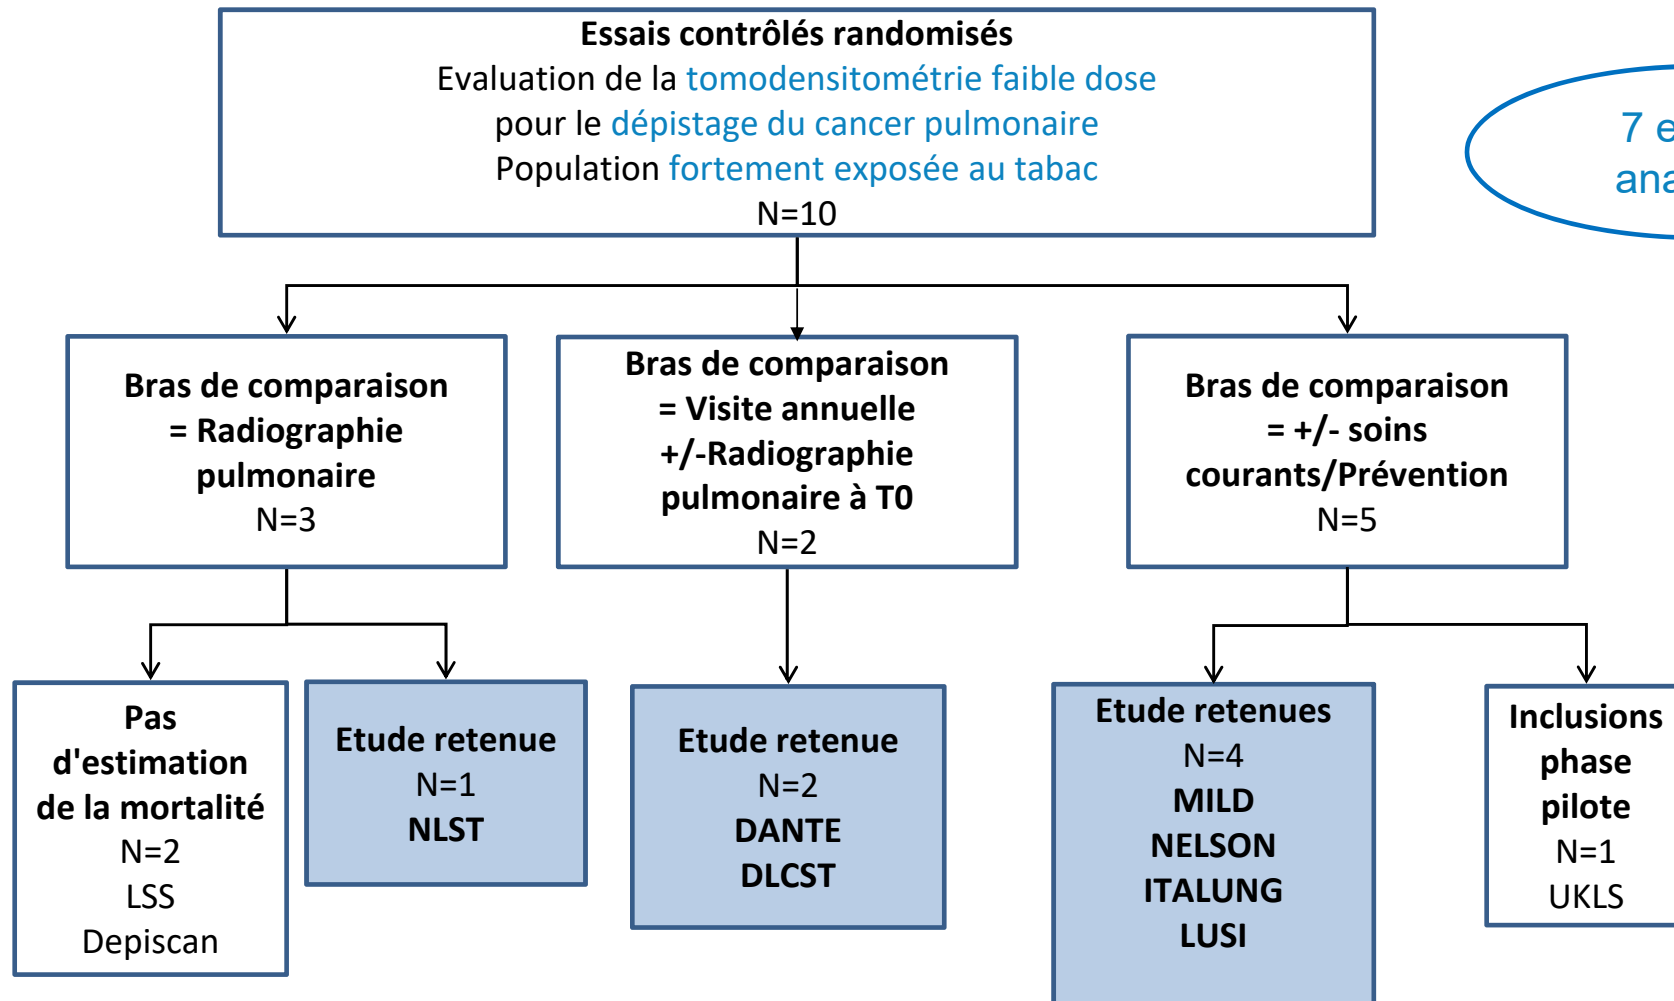 Essais contrôlés randomisés
Evaluation de la tomodensitométrie faible dose
pour le dépistage du cancer pulmonaire
Population fortement exposée au tabac
N=10
7
Bras de comparaison
= Radiographie
pulmonaire
N=3
Bras de comparaison
= Visite annuelle
+/-Radiographie
pulmonaire à T0
N=2
Bras de comparaison
= +/- soins
courants/Prévention
N=5
Pas
d'estimation
de la mortalité
N=2
LSS
Depiscan
Etude retenue
N=1
NLST
Etude retenue
N=2
DANTE
DLCST
Etude retenues
N=4
MILD
NELSON
ITALUNG
LUSI
Inclusions
phase
pilote
N=1
UKLS